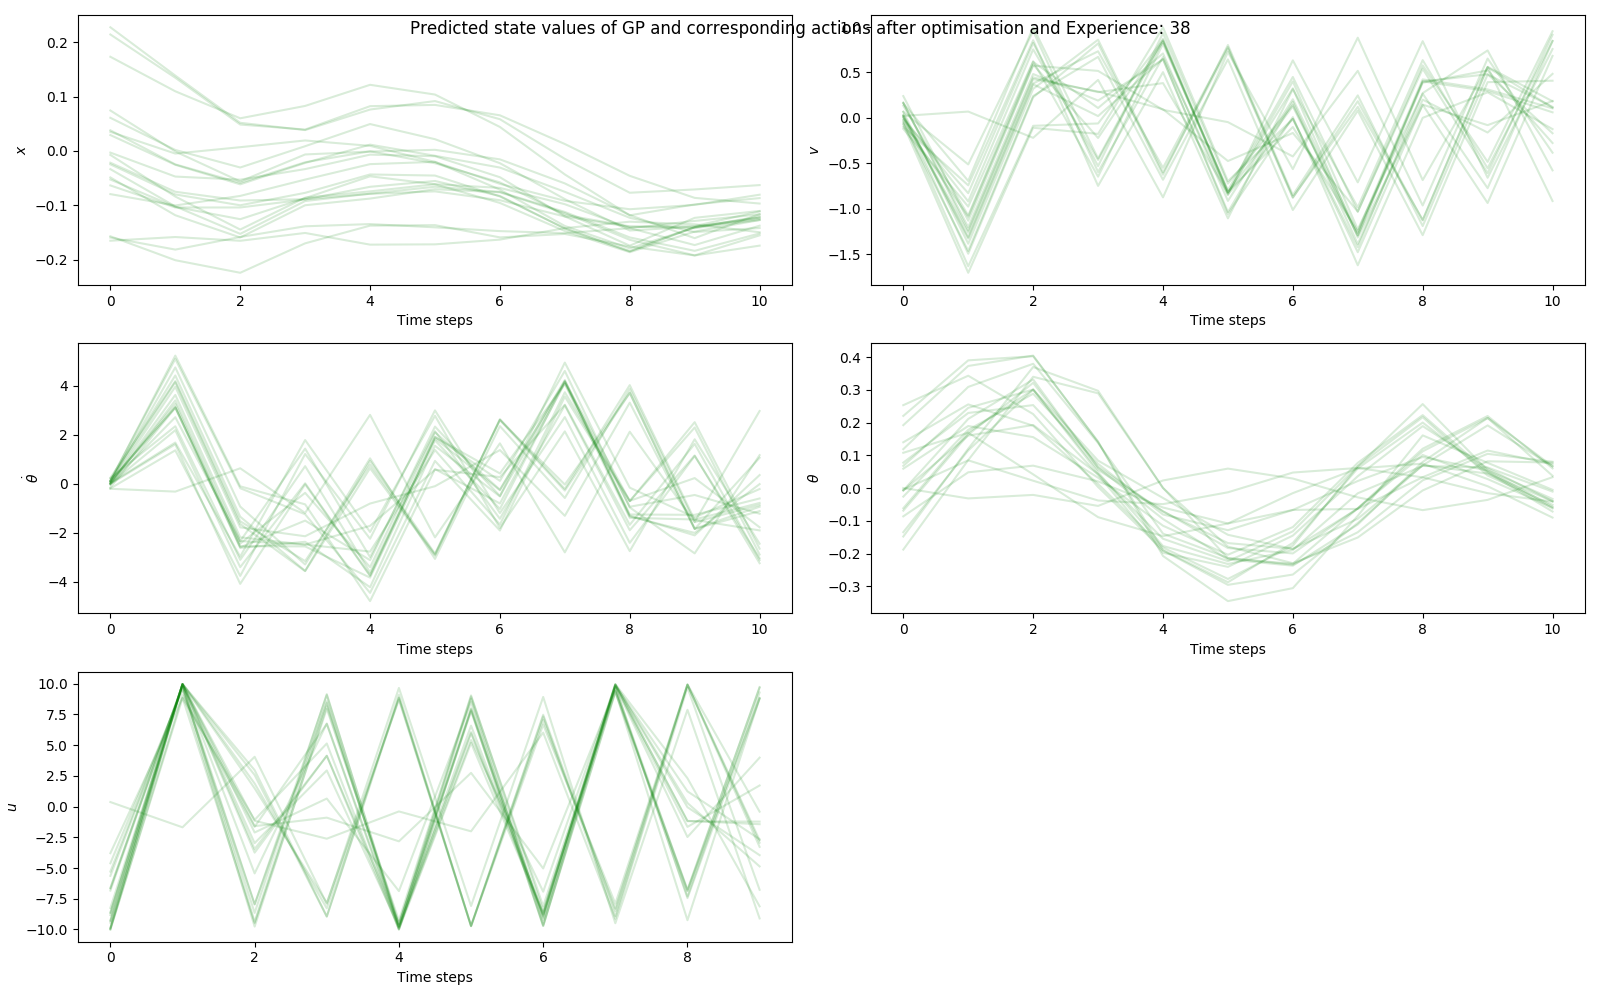 Predicted state values of GP and corresponding actions after optimisation and Experience: 38
0.2
0.1
0.0
−0.1
−0.2
x
0 2 4 6 8 10
Time steps
1.0
0.5
0.0
−0.5
−1.0
−1.5
v
0 2 4 6 8 10
Time steps
4
2
0
−2
−4
θ̇
0 2 4 6 8 10
Time steps
0.4
0.3
0.2
0.1
0.0
−0.1
−0.2
−0.3
θ
0 2 4 6 8 10
Time steps
10.0
7.5
5.0
2.5
0.0
−2.5
−5.0
−7.5
−10.0
u
0 2 4 6 8
Time steps